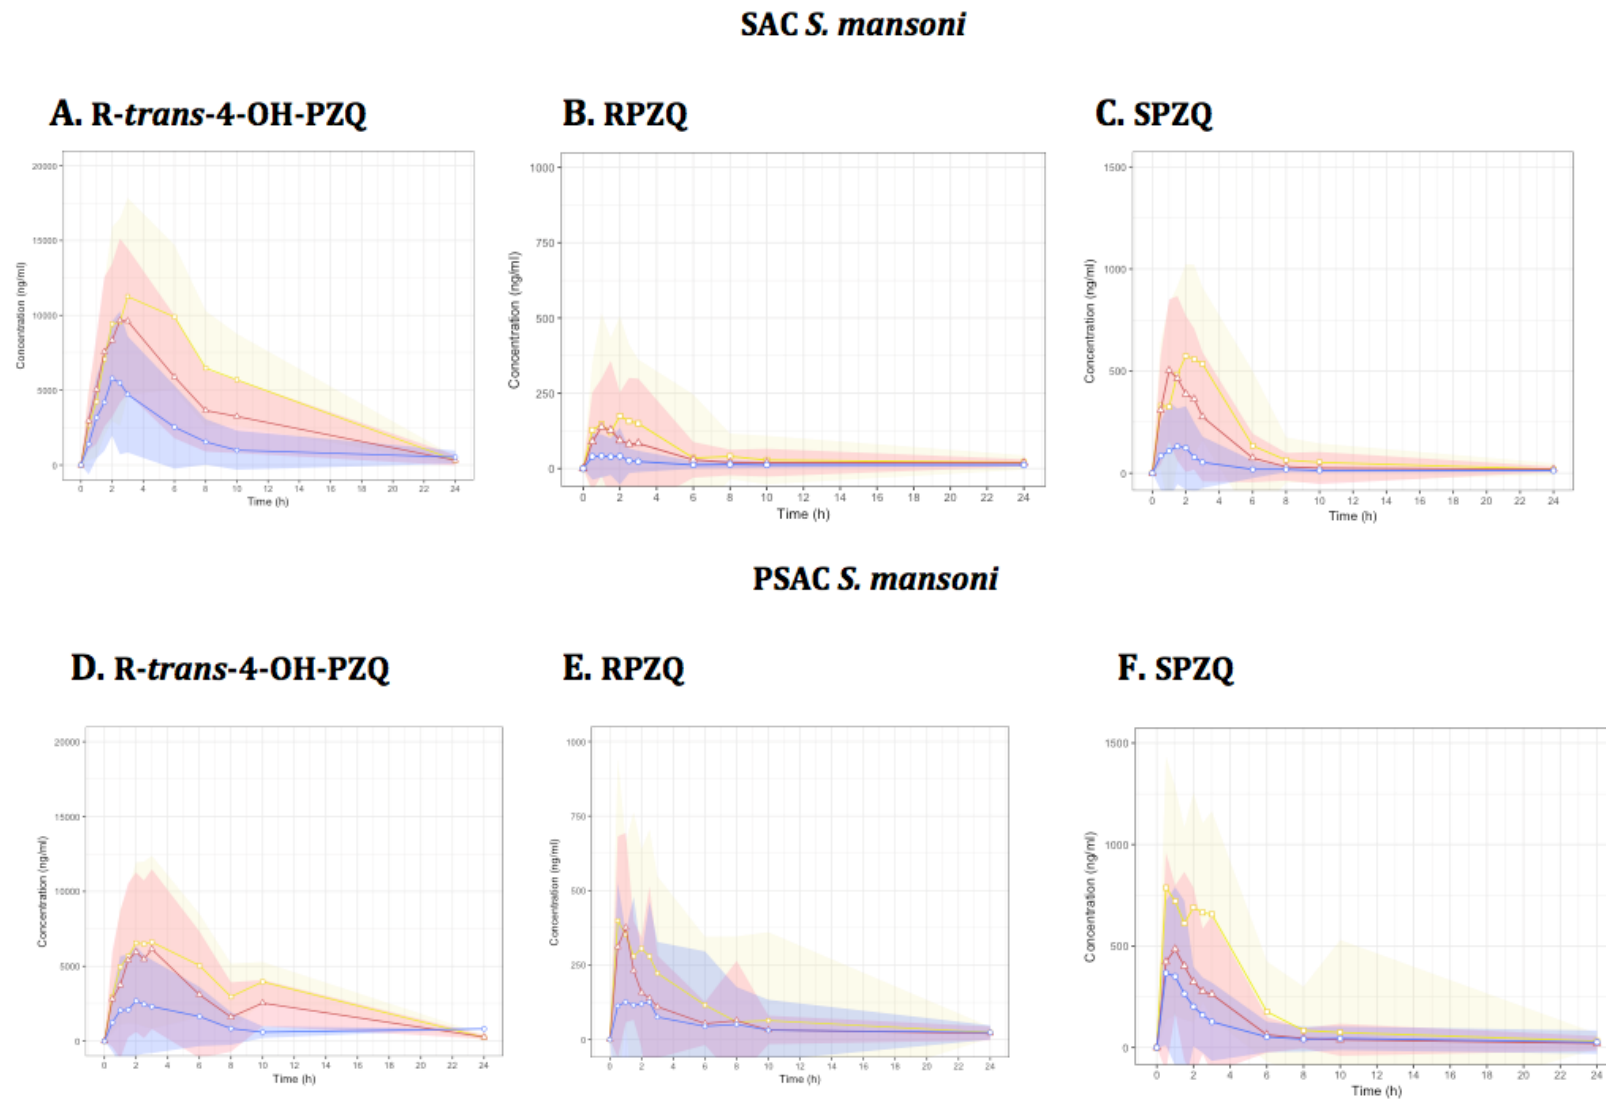 SAC S. mansoni
A. R-trans-4-OH-PZQ
B. RPZQ
C. SPZQ
20000
15000
10000
5000
0
Concentration (ng/ml)
0 2 4 6 8 10 12 14 16 18 20 22 24
Time (h)
1000
750
500
250
0
Concentration (ng/ml)
0 2 4 6 8 10 12 14 16 18 20 22 24
Time (h)
1500
1000
500
0
Concentration (ng/ml)
0 2 4 6 8 10 12 14 16 18 20 22 24
Time (h)
PSAC S. mansoni
D. R-trans-4-OH-PZQ
E. RPZQ
F. SPZQ
20000
15000
10000
5000
0
Concentration (ng/ml)
0 2 4 6 8 10 12 14 16 18 20 22 24
Time (h)
1000
750
500
250
0
Concentration (ng/ml)
0 2 4 6 8 10 12 14 16 18 20 22 24
Time (h)
1500
1000
500
0
Concentration (ng/ml)
0 2 4 6 8 10 12 14 16 18 20 22 24
Time (h)